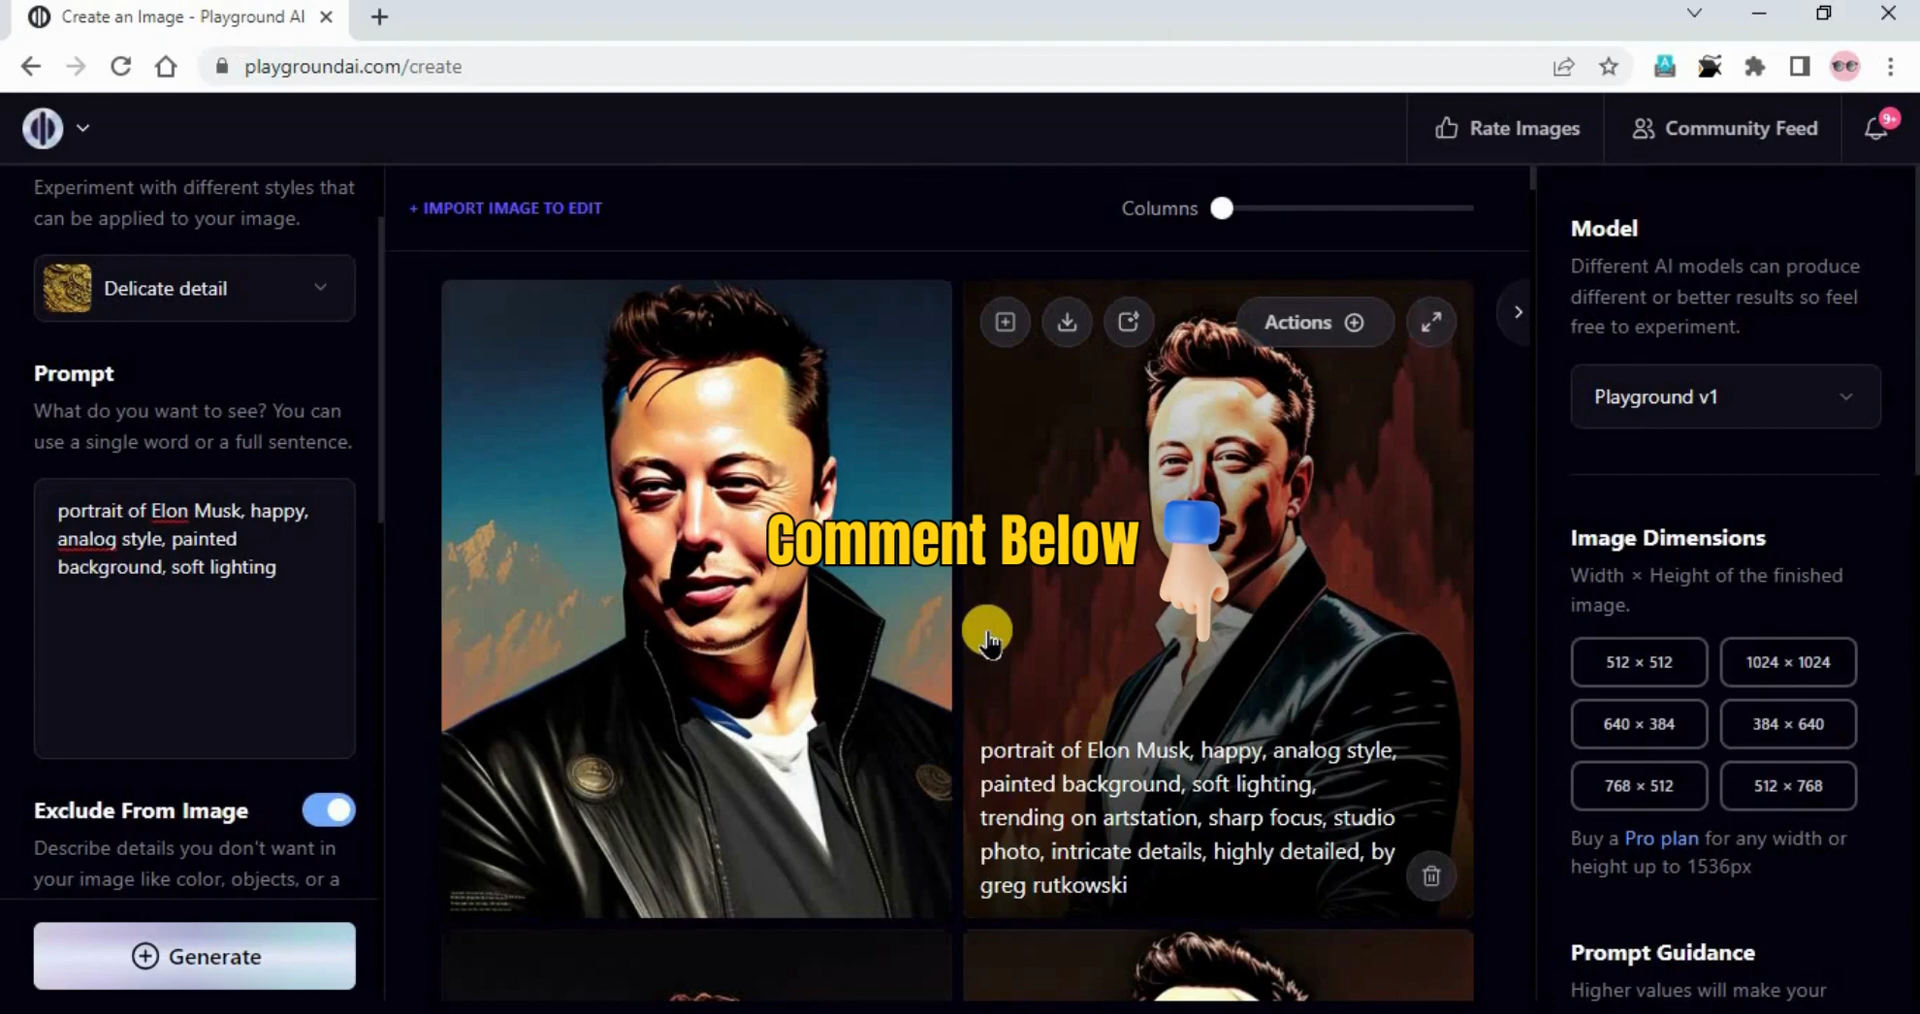 Create an Image - Playground AI
playgroundai.com/create
Rate Images
Community Feed
9+
Experiment with different styles that
can be applied to your image.
Delicate detail
Prompt
What do you want to see? You can
use a single word or a full sentence.
portrait of Elon Musk, happy,
analog style, painted
background, soft lighting
Exclude From Image
Describe details you don't want in
your image like color, objects, or a
Generate
+ IMPORT IMAGE TO EDIT
Columns
Actions
Comment Below
portrait of Elon Musk, happy, analog style,
painted background, soft lighting,
trending on artstation, sharp focus, studio
photo, intricate details, highly detailed, by
greg rutkowski
Model
Different AI models can produce
different or better results so feel
free to experiment.
Playground v1
Image Dimensions
Width × Height of the finished
image.
512 × 512
1024 × 1024
640 × 384
384 × 640
768 × 512
512 × 768
Buy a Pro plan for any width or
height up to 1536px
Prompt Guidance
Higher values will make your